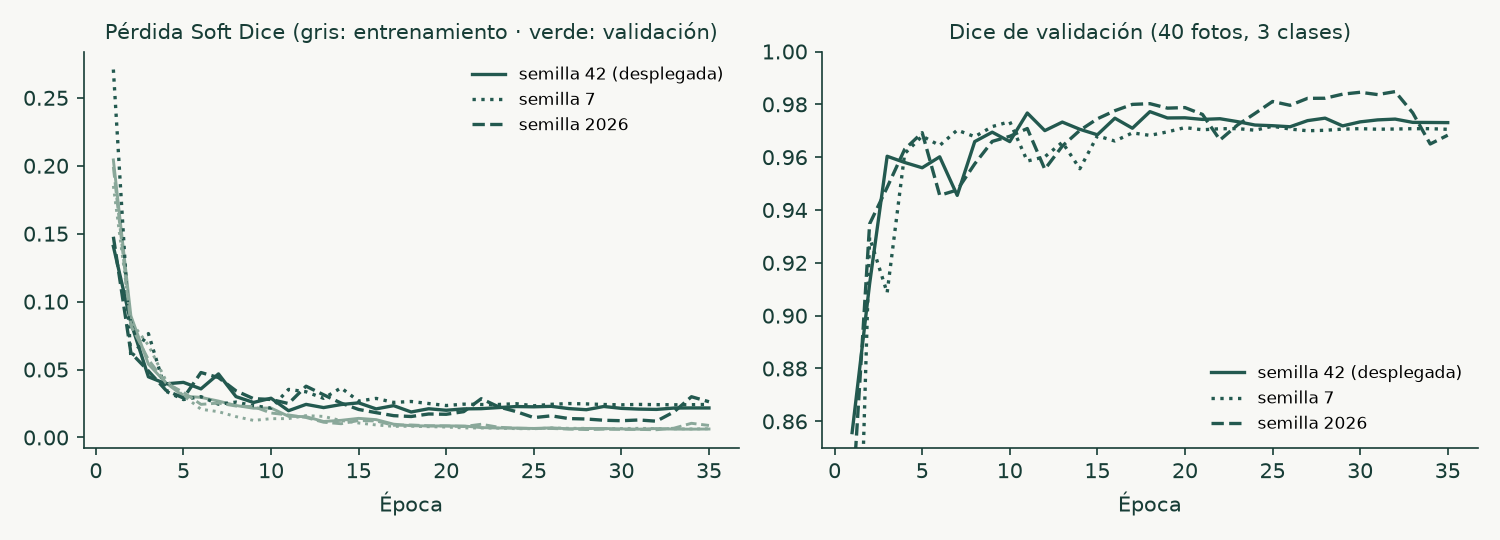 Pérdida Soft Dice (gris: entrenamiento · verde: validación)
0.25
0.20
0.15
0.10
0.05
0.00
semilla 42 (desplegada)
semilla 7
semilla 2026
0 5 10 15 20 25 30 35
Época
Dice de validación (40 fotos, 3 clases)
1.00
0.98
0.96
0.94
0.92
0.90
0.88
0.86
semilla 42 (desplegada)
semilla 7
semilla 2026
0 5 10 15 20 25 30 35
Época